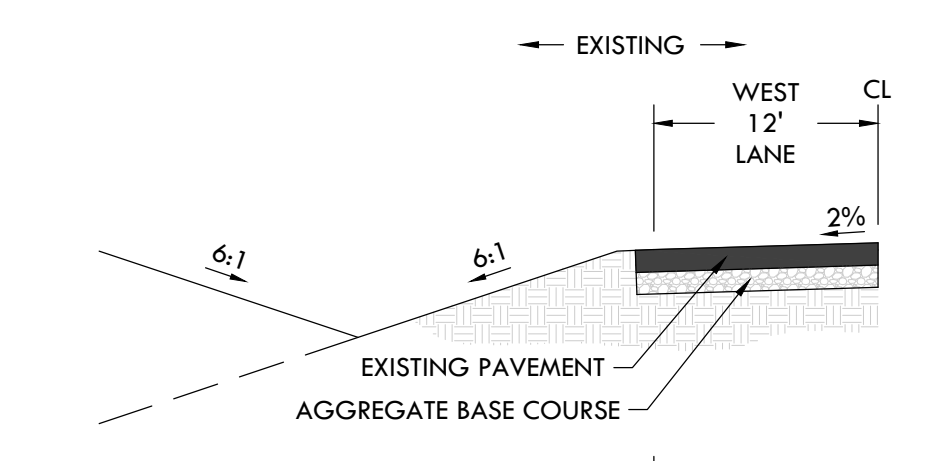 EXISTING
WEST
12'
LANE
CL
2%
6:1
6:1
EXISTING PAVEMENT
AGGREGATE BASE COURSE